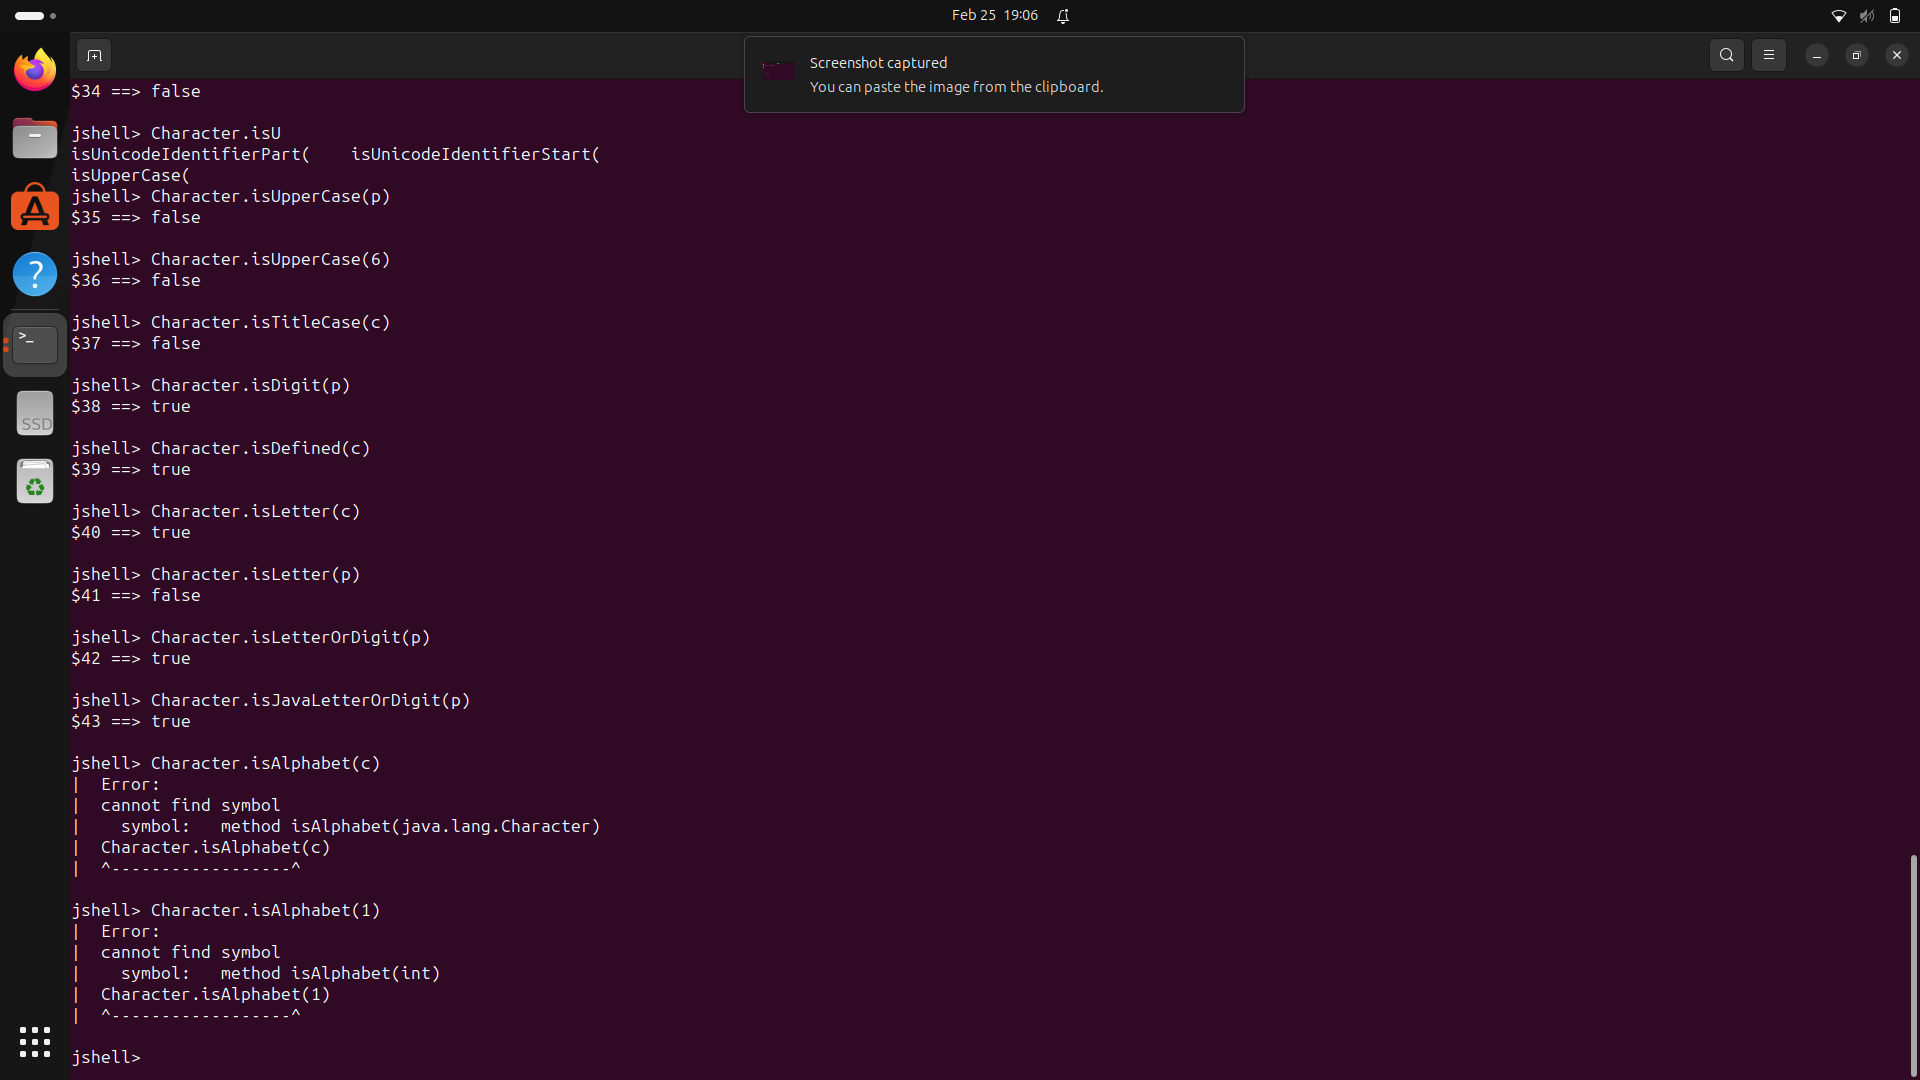 Feb 25 19:06
Screenshot captured
You can paste the image from the clipboard.
$34 ==> false
jshell> Character.isU
isUnicodeIdentifierPart(    isUnicodeIdentifierStart(
isUpperCase(
jshell> Character.isUpperCase(p)
$35 ==> false
jshell> Character.isUpperCase(6)
$36 ==> false
jshell> Character.isTitleCase(c)
$37 ==> false
jshell> Character.isDigit(p)
$38 ==> true
jshell> Character.isDefined(c)
$39 ==> true
jshell> Character.isLetter(c)
$40 ==> true
jshell> Character.isLetter(p)
$41 ==> false
jshell> Character.isLetterOrDigit(p)
$42 ==> true
jshell> Character.isJavaLetterOrDigit(p)
$43 ==> true
jshell> Character.isAlphabet(c)
|  Error:
|  cannot find symbol
|    symbol:   method isAlphabet(java.lang.Character)
|  Character.isAlphabet(c)
|  ^------------------^
jshell> Character.isAlphabet(1)
|  Error:
|  cannot find symbol
|    symbol:   method isAlphabet(int)
|  Character.isAlphabet(1)
|  ^------------------^
jshell>
>_
SSD